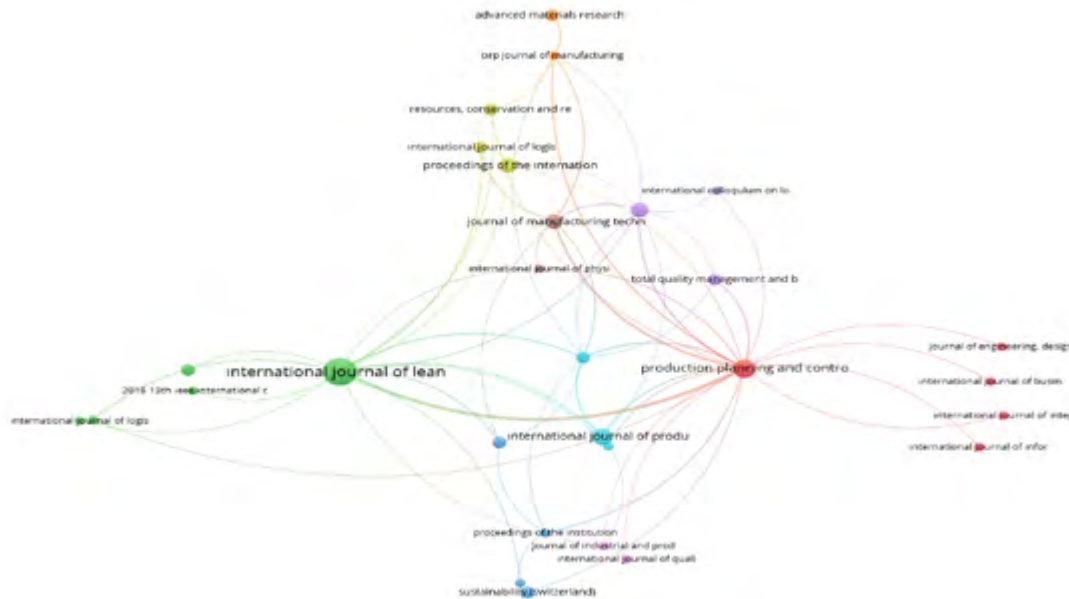 advanced materials research
cirp journal of manufacturing
resources, conservation and re
international journal of logis
proceedings of the internation
international colloqukam on lo
journal of manufacturing techn
international journal of physi
total quality management and b
international journal of lean
production planning and contro
journal of engineering, design
international journal of busin
2019 13th international c
international journal of integ
international journal of logis
international journal of produ
international journal of infor
proceedings of the institution
journal of industrial and prod
international journal of quali
sustainability (switzerland)